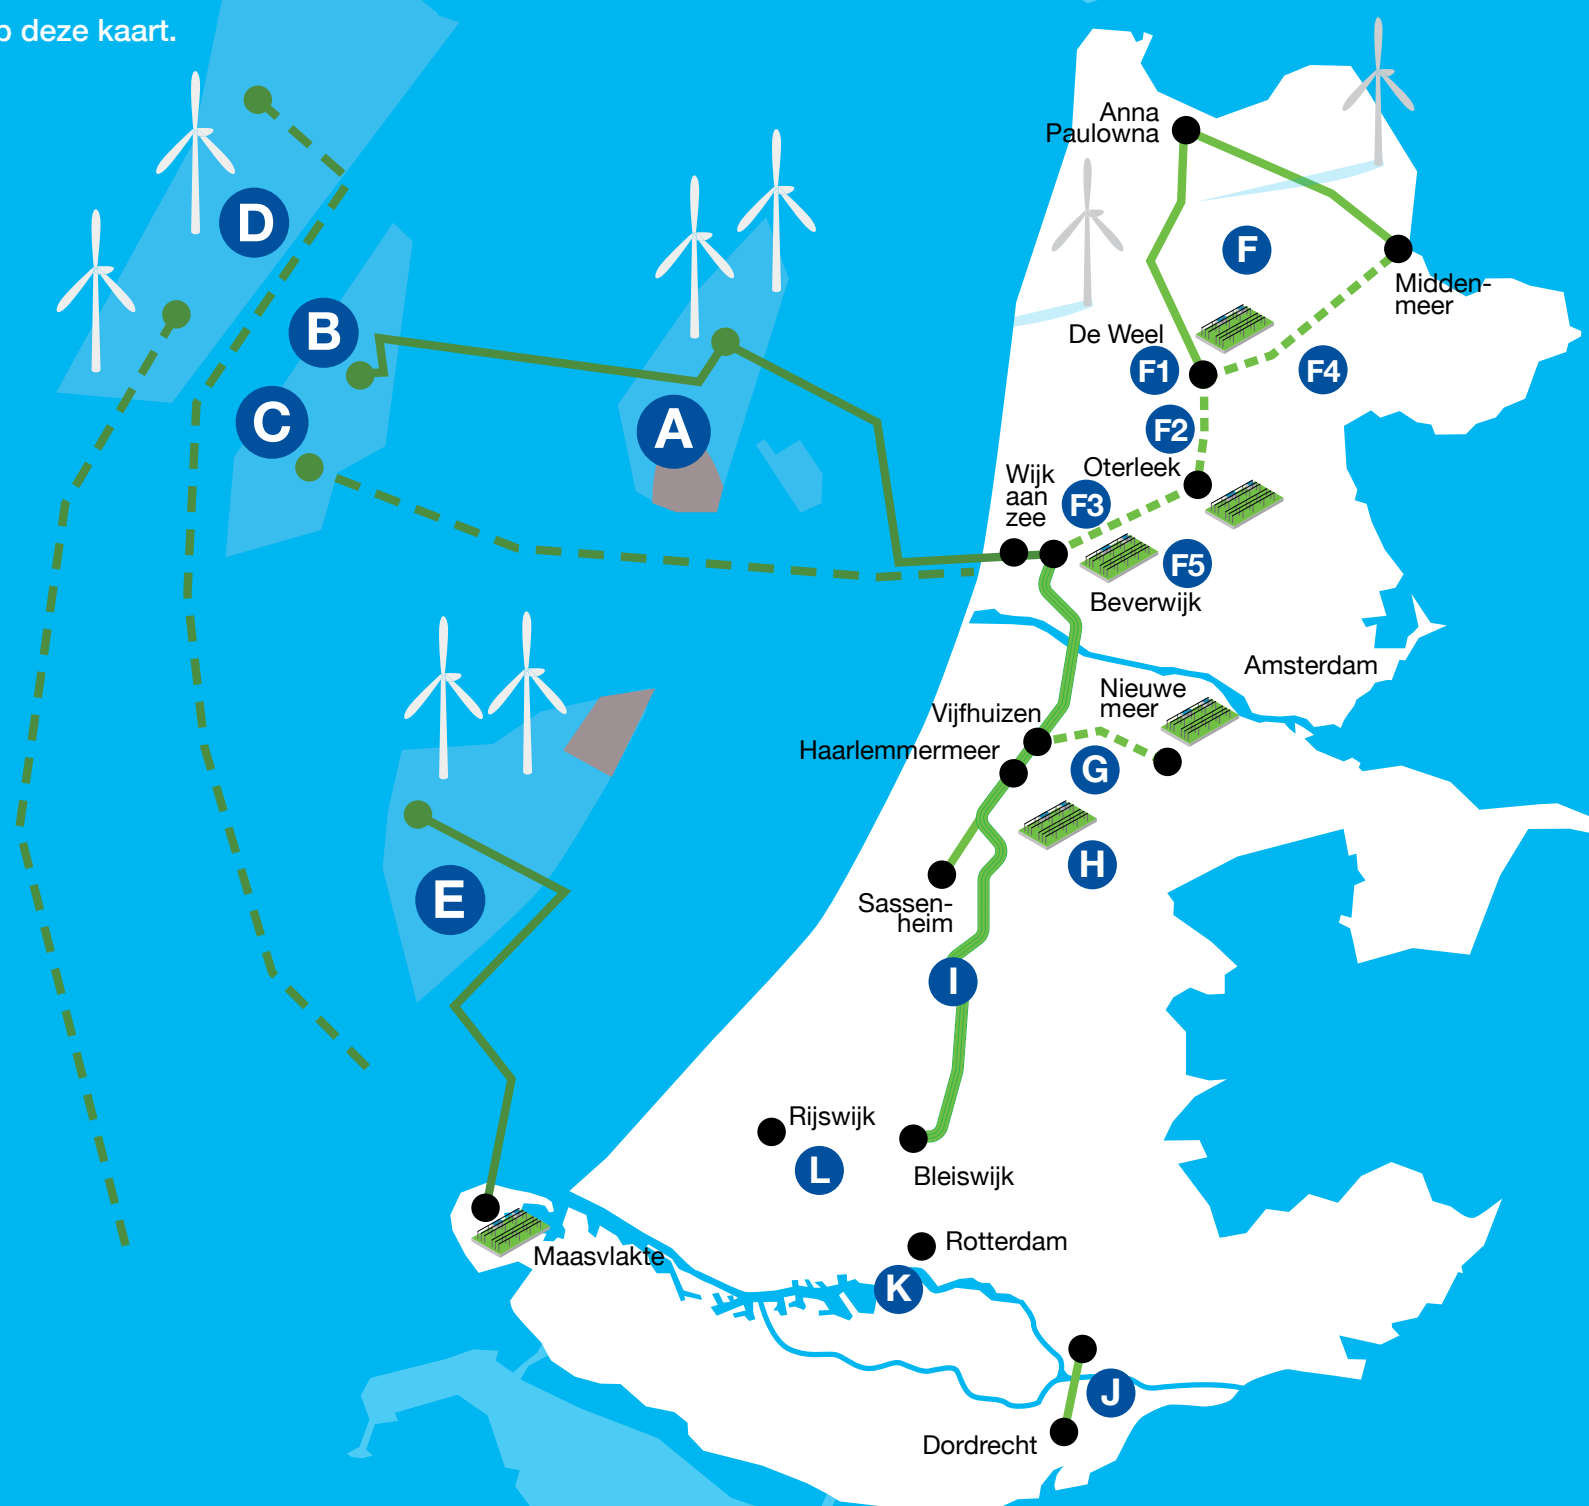 deze kaart.
Anna
Paulowna
D
F
Midden-
meer
B
De Weel
F1
F4
C
A
F2
Oterleek
Wijk
aan
zee
F3
F5
Beverwijk
Amsterdam
Nieuwe
meer
Vijfhuizen
Haarlemmermeer
G
H
E
Sassen-
heim
I
Rijswijk
L
Bleiswijk
Rotterdam
Maasvlakte
K
J
Dordrecht